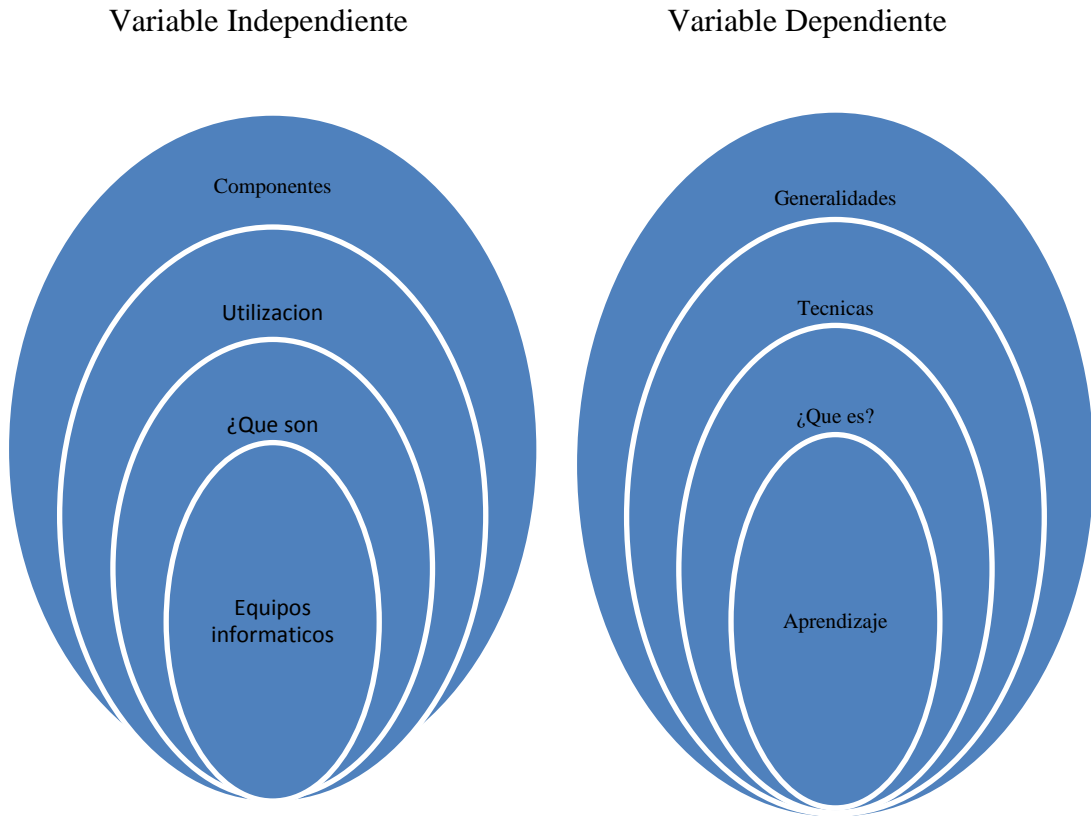 Variable Independiente
Variable Dependiente
Componentes
Utilizacion
¿Que son
Equipos
informaticos
Generalidades
Tecnicas
¿Que es?
Aprendizaje